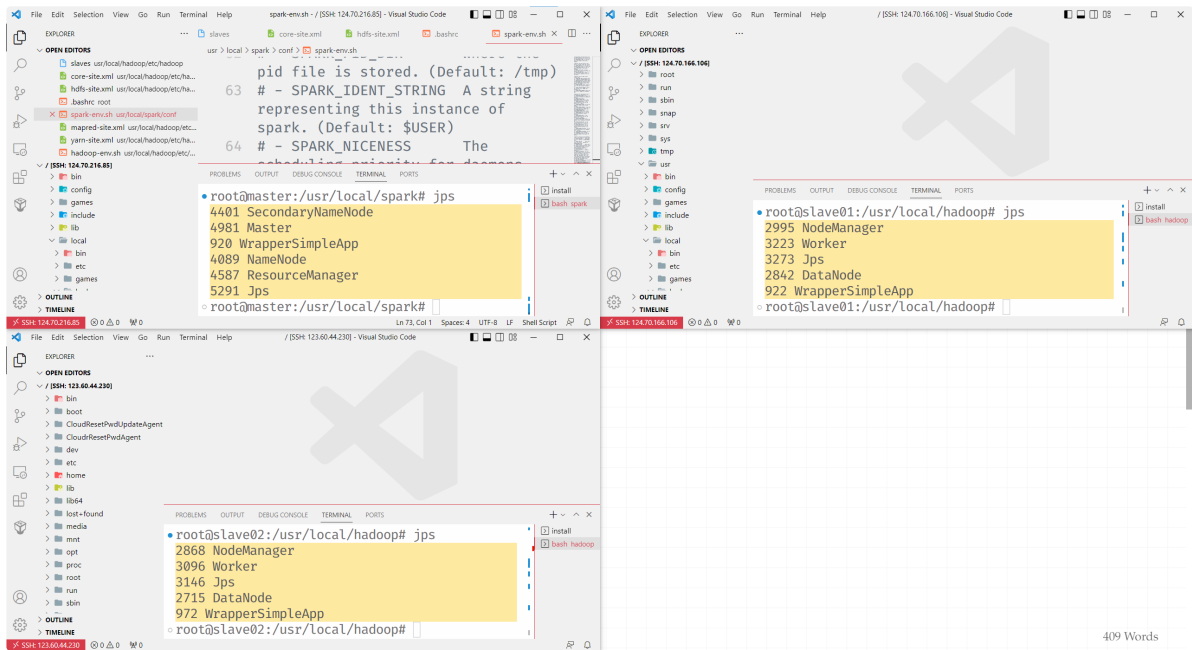 File Edit Selection View Go Run Terminal Help
spark-env.sh - / [SSH: 124.70.216.85] - Visual Studio Code
EXPLORER
OPEN EDITORS
slaves usr/local/hadoop/etc/hadoop...
core-site.xml usr/local/hadoop/etc/ha...
hdfs-site.xml usr/local/hadoop/etc/ha...
.bashrc root
spark-env.sh usr/local/spark/conf
mapred-site.xml usr/local/hadoop/etc...
yarn-site.xml usr/local/hadoop/etc/ha...
hadoop-env.sh usr/local/hadoop/etc/...
/ [SSH: 124.70.216.85]
bin
config
games
include
lib
local
bin
etc
games
OUTLINE
TIMELINE
slaves core-site.xml hdfs-site.xml .bashrc spark-env.sh
usr > local > spark > conf > spark-env.sh
pid file is stored. (Default: /tmp)
63 # - SPARK_IDENT_STRING A string
representing this instance of
spark. (Default: $USER)
64 # - SPARK_NICENESS The
scheduling priority for daemons
PROBLEMS OUTPUT DEBUG CONSOLE TERMINAL PORTS
root@master:/usr/local/spark# jps
4401 SecondaryNameNode
4981 Master
920 WrapperSimpleApp
4089 NameNode
4587 ResourceManager
5291 Jps
root@master:/usr/local/spark#
install
bash spark
SSH: 124.70.216.85 0 0 0 Ln 73, Col 1 Spaces: 4 UTF-8 LF Shell Script
File Edit Selection View Go Run Terminal Help
/ [SSH: 124.70.166.106] - Visual Studio Code
EXPLORER
OPEN EDITORS
/ [SSH: 124.70.166.106]
root
run
sbin
snap
srv
sys
tmp
usr
bin
config
games
include
lib
local
bin
etc
games
OUTLINE
TIMELINE
PROBLEMS OUTPUT DEBUG CONSOLE TERMINAL PORTS
root@slave01:/usr/local/hadoop# jps
2995 NodeManager
3223 Worker
3273 Jps
2842 DataNode
922 WrapperSimpleApp
root@slave01:/usr/local/hadoop#
install
bash hadoop
SSH: 124.70.166.106 0 0 0
File Edit Selection View Go Run Terminal Help
/ [SSH: 123.60.44.230] - Visual Studio Code
EXPLORER
OPEN EDITORS
/ [SSH: 123.60.44.230]
bin
boot
CloudResetPwdUpdateAgent
CloudrResetPwdAgent
dev
etc
home
lib
lib64
lost+found
media
mnt
opt
proc
root
run
sbin
OUTLINE
TIMELINE
PROBLEMS OUTPUT DEBUG CONSOLE TERMINAL PORTS
root@slave02:/usr/local/hadoop# jps
2868 NodeManager
3096 Worker
3146 Jps
2715 DataNode
972 WrapperSimpleApp
root@slave02:/usr/local/hadoop#
install
bash hadoop
SSH: 123.60.44.230 0 0 0
409 Words